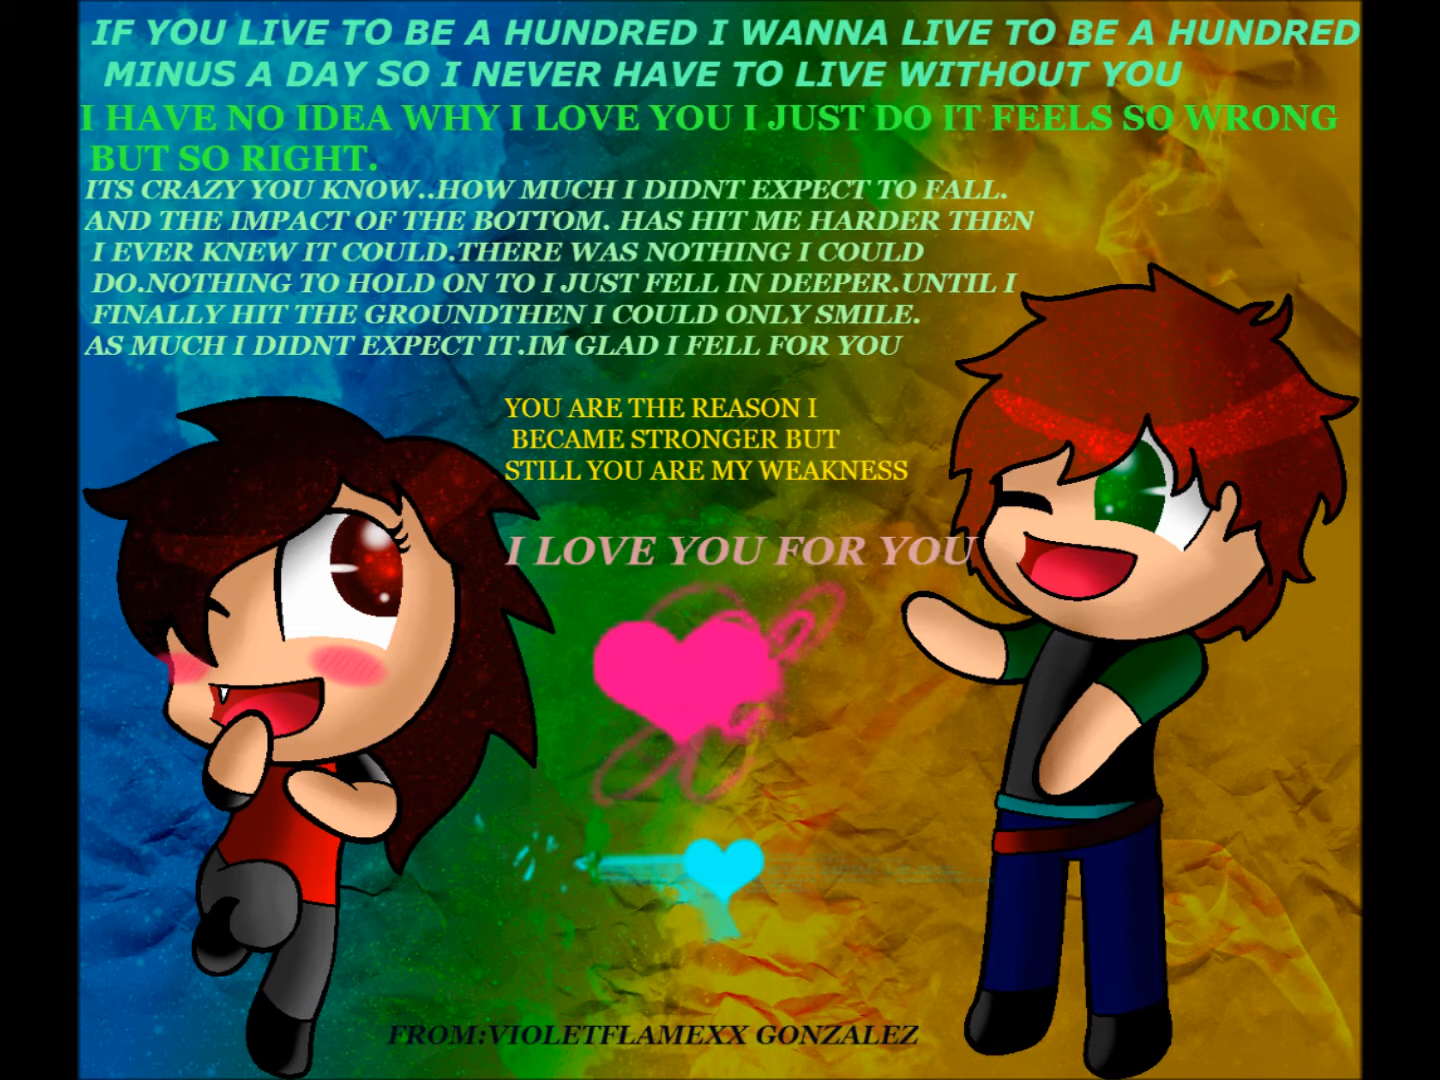 IF YOU LIVE TO BE A HUNDRED I WANNA LIVE TO BE A HUNDRED
MINUS A DAY SO I NEVER HAVE TO LIVE WITHOUT YOU
I HAVE NO IDEA WHY I LOVE YOU I JUST DO IT FEELS SO WRONG
BUT SO RIGHT.
ITS CRAZY YOU KNOW..HOW MUCH I DIDNT EXPECT TO FALL.
AND THE IMPACT OF THE BOTTOM. HAS HIT ME HARDER THEN
I EVER KNEW IT COULD.THERE WAS NOTHING I COULD
DO.NOTHING TO HOLD ON TO I JUST FELL IN DEEPER.UNTIL I
FINALLY HIT THE GROUNDTHEN I COULD ONLY SMILE.
AS MUCH I DIDNT EXPECT IT.IM GLAD I FELL FOR YOU
YOU ARE THE REASON I
BECAME STRONGER BUT
STILL YOU ARE MY WEAKNESS
I LOVE YOU FOR YOU
FROM:VIOLETFLAMEXX GONZALEZ